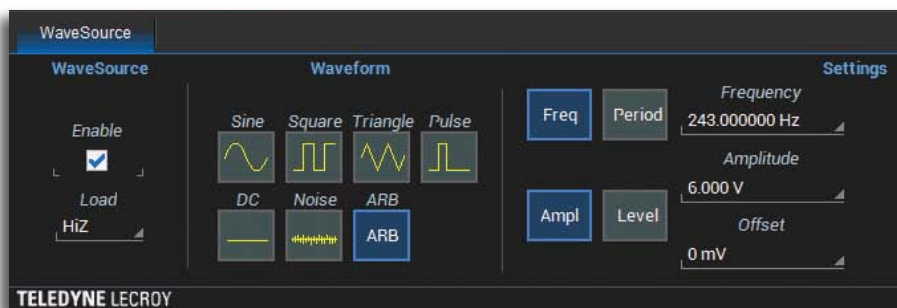 WaveSource
WaveSource
Waveform
Settings
Enable
Load
HiZ
Sine Square Triangle Pulse
DC Noise ARB
ARB
Freq Period
Ampl Level
Frequency
243.000000 Hz
Amplitude
6.000 V
Offset
0 mV
TELEDYNE LECROY